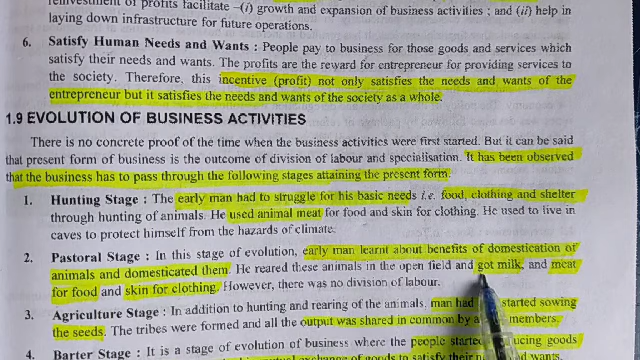 reinvestment of profits facilitate –(i) growth and expansion of business activities ; and (ii) help in
laying down infrastructure for future operations.
6. Satisfy Human Needs and Wants : People pay to business for those goods and services which
satisfy their needs and wants. The profits are the reward for entrepreneur for providing services to
the society. Therefore, this incentive (profit) not only satisfies the needs and wants of the
entrepreneur but it satisfies the needs and wants of the society as a whole.
1.9 EVOLUTION OF BUSINESS ACTIVITIES
There is no concrete proof of the time when the business activities were first started. But it can be said
that present form of business is the outcome of division of labour and specialisation. It has been observed
that the business has to pass through the following stages attaining the present form:
1. Hunting Stage : The early man had to struggle for his basic needs i.e. food, clothing and shelter
through hunting of animals. He used animal meat for food and skin for clothing. He used to live in
caves to protect himself from the hazards of climate.
2. Pastoral Stage : In this stage of evolution, early man learnt about benefits of domestication of
animals and domesticated them. He reared these animals in the open field and got milk, and meat
for food and skin for clothing. However, there was no division of labour.
3. Agriculture Stage : In addition to hunting and rearing of the animals, man had started sowing
the seeds. The tribes were formed and all the output was shared in common by members.
4. Barter Stage : It is a stage of evolution of business where the people started goods
exchange of goods to satisfy their wants.